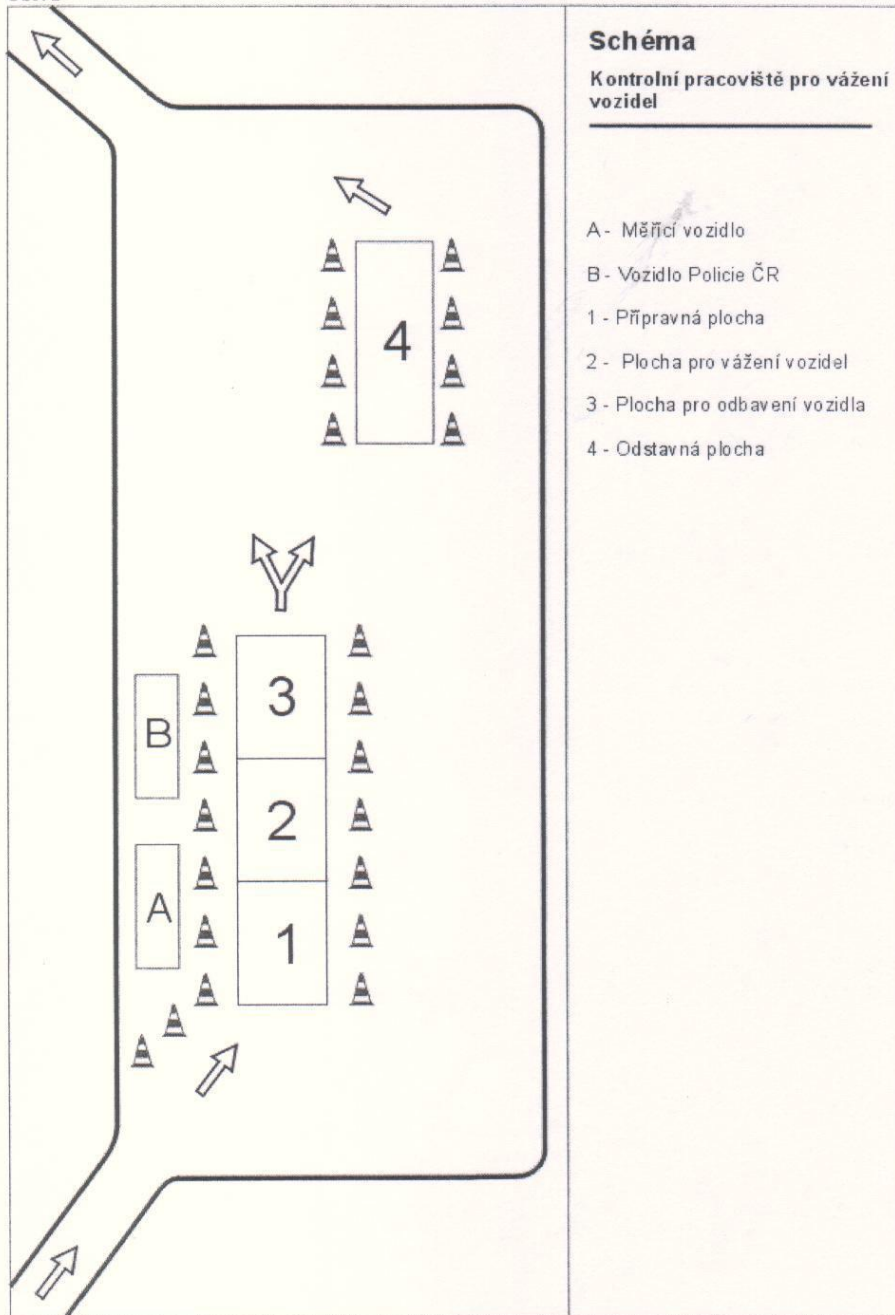 Schéma
Kontrolní pracoviště pro vážení
vozidel
A - Měřicí vozidlo
B - Vozidlo Policie ČR
1 - Přípravná plocha
2 - Plocha pro vážení vozidel
3 - Plocha pro odbavení vozidla
4 - Odstavná plocha
4
3
B
2
A
1